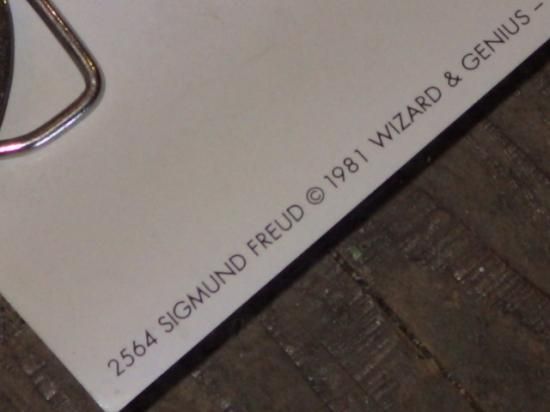 2564 SIGMUND FREUD © 1981 WIZARD & GENIUS –